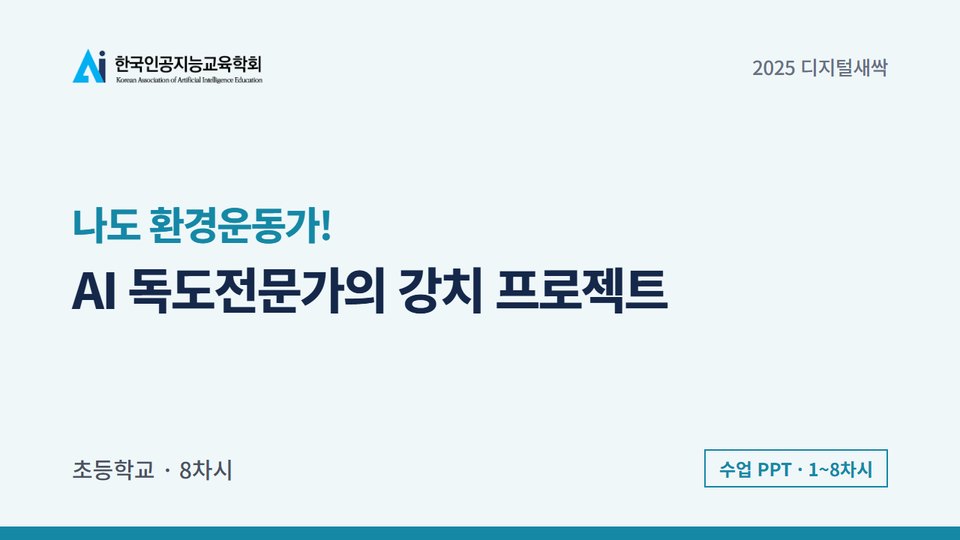 한국인공지능교육학회
Korean Association of Artificial Intelligence Education
2025 디지털새싹
나도 환경운동가!
AI 독도전문가의 강치 프로젝트
초등학교 · 8차시
수업 PPT · 1~8차시